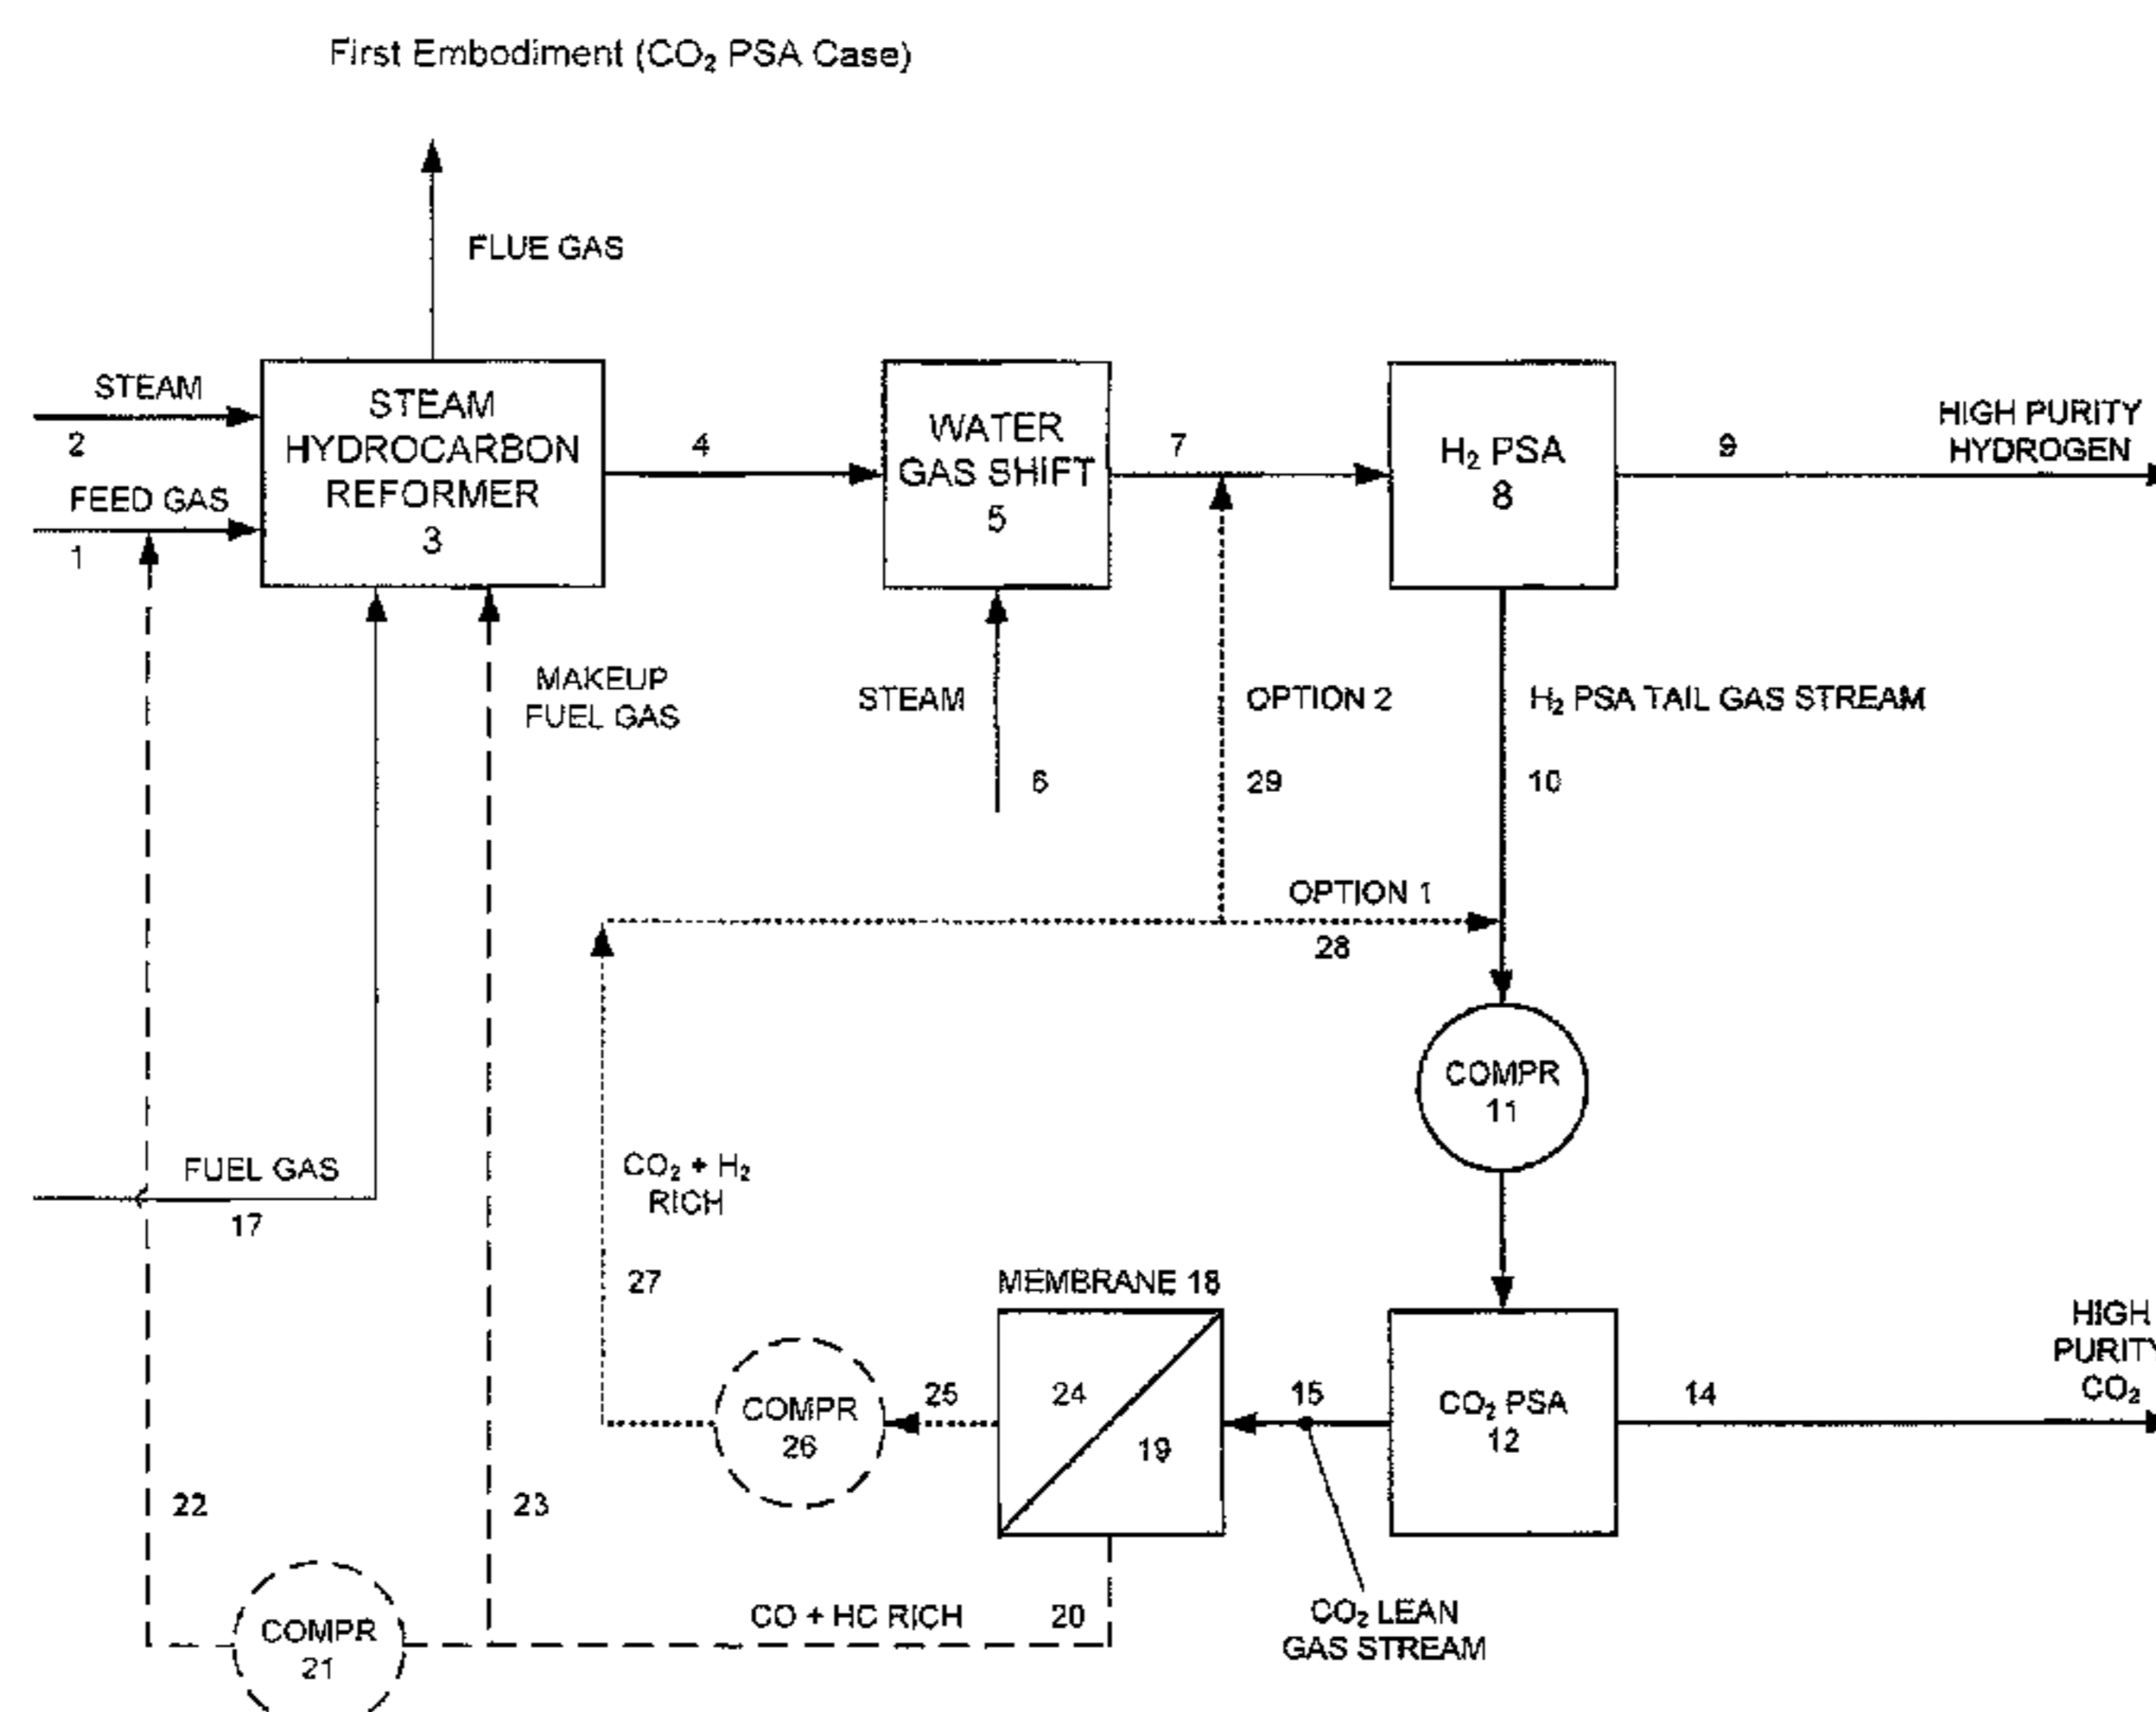 First Embodiment (CO₂ PSA Case)
FLUE GAS
STEAM
2
FEED GAS
1
STEAM
HYDROCARBON
REFORMER
3
4
WATER
GAS SHIFT
5
7
H₂ PSA
8
9
HIGH PURITY
HYDROGEN
MAKEUP
FUEL GAS
STEAM
6
OPTION 2
29
H₂ PSA TAIL GAS STREAM
10
OPTION 1
28
COMPR
11
FUEL GAS
17
CO₂ + H₂
RICH
27
MEMBRANE 18
24
19
25
COMPR
26
15
CO₂ PSA
12
14
HIGH
PURITY
CO₂
22
23
COMPR
21
CO + HC RICH
20
CO₂ LEAN
GAS STREAM